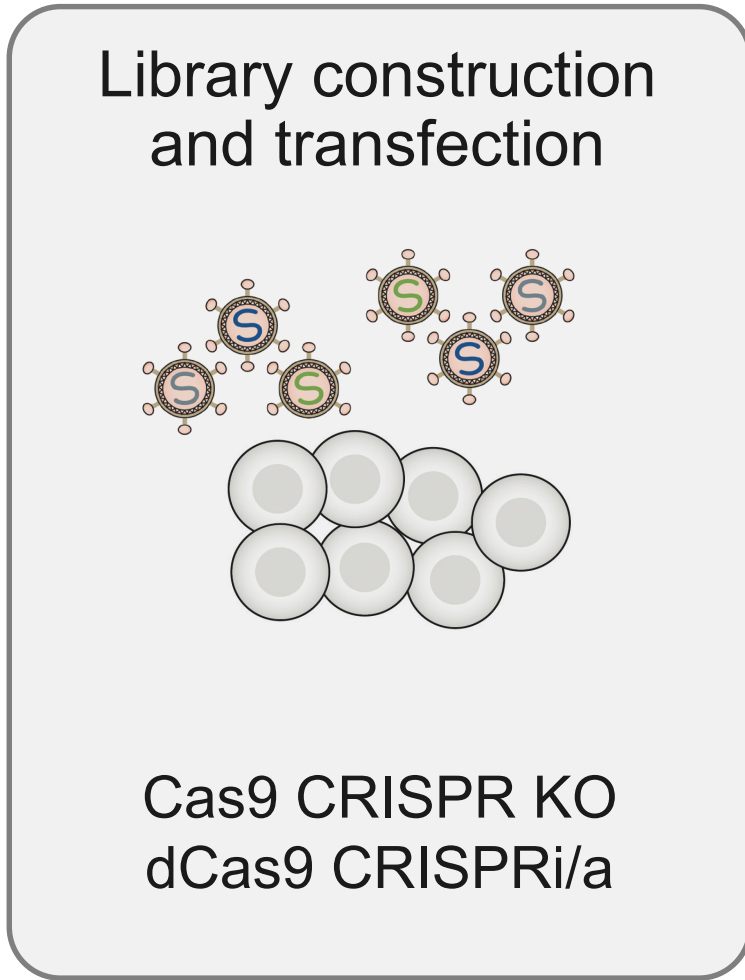 Library construction
and transfection
Cas9 CRISPR KO
dCas9 CRISPRi/a